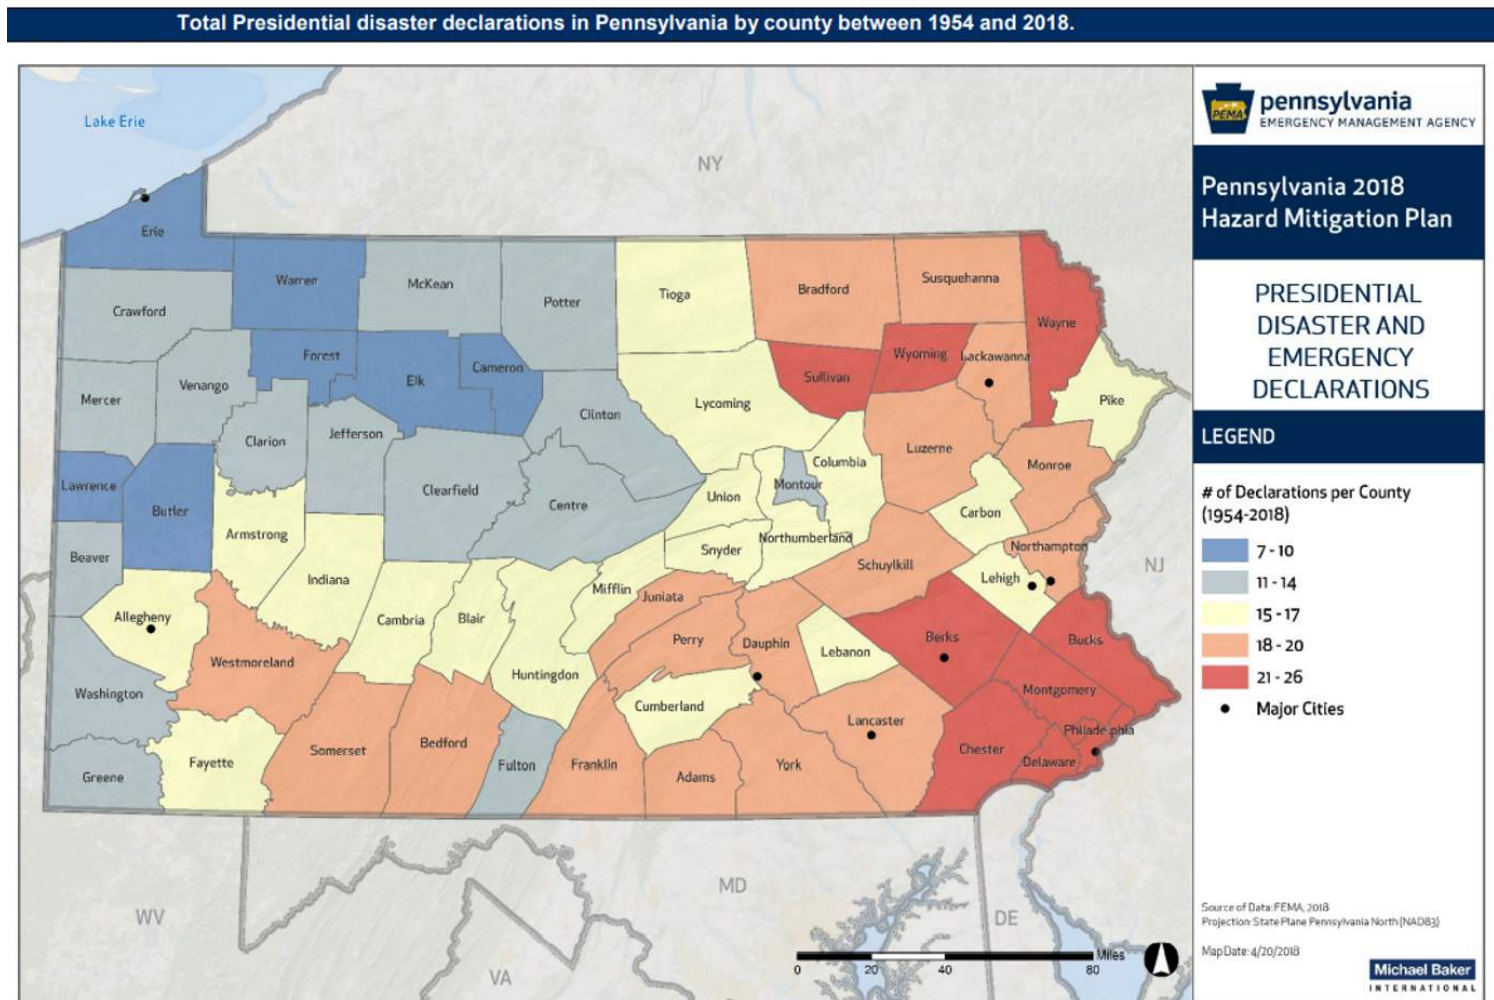 Total Presidential disaster declarations in Pennsylvania by county between 1954 and 2018.
Lake Erie
NY
Erie
Warren
McKean
Potter
Tioga
Bradford
Susquehanna
Wayne
Crawford
Forest
Elk
Cameron
Sullivan
Wyoming
Lackawanna
Mercer
Venango
Clinton
Lycoming
Pike
Clarion
Jefferson
Columbia
Luzerne
Monroe
Lawrence
Butler
Clearfield
Centre
Union
Montour
Carbon
Armstrong
Snyder
Northumberland
Northampton
Beaver
Indiana
Mifflin
Schuylkill
Lehigh
NJ
Allegheny
Cambria
Blair
Juniata
Perry
Dauphin
Lebanon
Berks
Bucks
Westmoreland
Huntingdon
Washington
Cumberland
Lancaster
Montgomery
Philadelphia
Fayette
Somerset
Bedford
Fulton
Franklin
Adams
York
Chester
Delaware
Greene
WV
VA
MD
DE
Miles
0 20 40 80
PEMA
pennsylvania
EMERGENCY MANAGEMENT AGENCY
Pennsylvania 2018
Hazard Mitigation Plan
PRESIDENTIAL
DISASTER AND
EMERGENCY
DECLARATIONS
LEGEND
# of Declarations per County
(1954-2018)
7 - 10
11 - 14
15 - 17
18 - 20
21 - 26
Major Cities
Source of Data: FEMA, 2018
Projection: State Plane Pennsylvania North (NAD83)
Map Date: 4/20/2018
Michael Baker
INTERNATIONAL